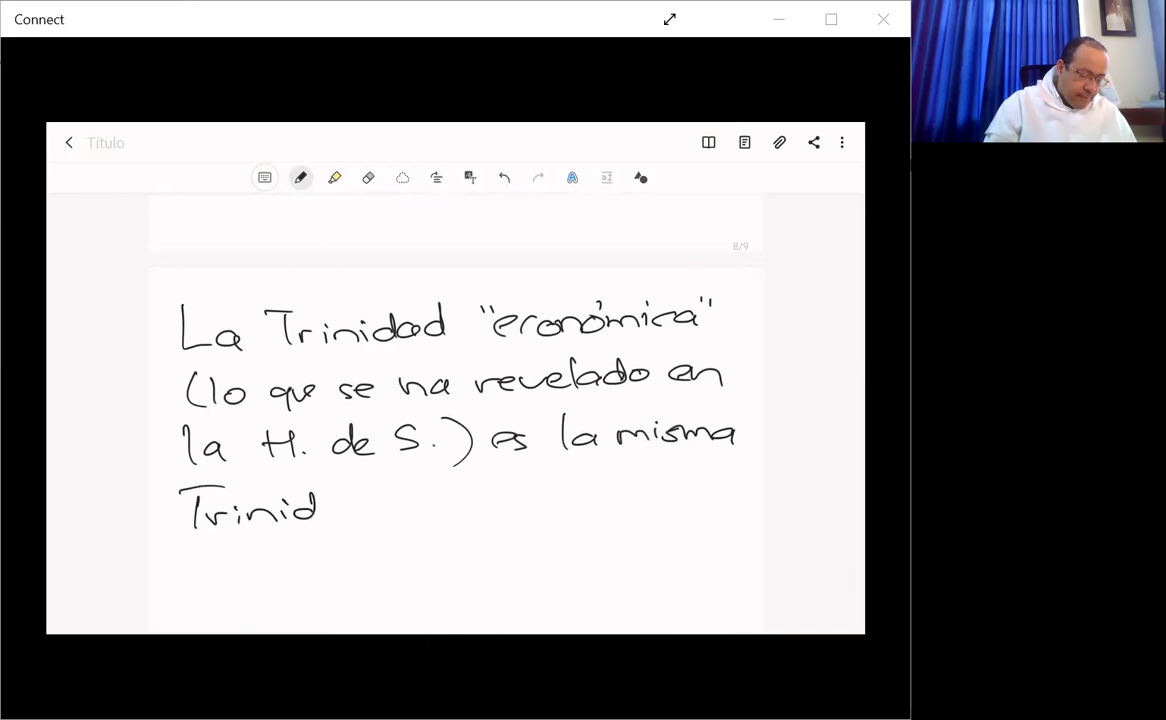 Connect
Título
8/9
La Trinidad "económica"
(lo que se ha revelado en
la H. de S.) es la misma
Trinid